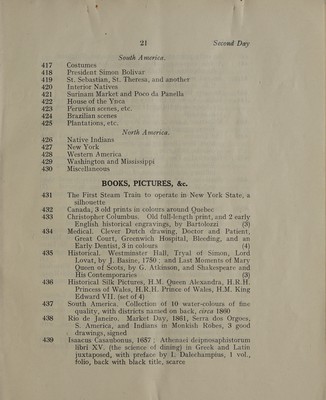 21 Second Day
South America.
417 Costumes
418 President Simon Bolivar
419 St. Sebastian, St. Theresa, and another
420 Interior Natives
421 Surinam Market and Poco da Panella
422 House of the Ynca
423 Peruvian scenes, etc.
424 Brazilian scenes
425 Plantations, etc.
North America.
426 Native Indians
427 New York
428 Western America
429 Washington and Mississippi
430 Miscellaneous
BOOKS, PICTURES, &c.
431 The First Steam Train to operate in New York State, a
silhouette
432 Canada, 3 old prints in colours around Quebec
433 Christopher Columbus. Old full-length print, and 2 early
English historical engravings, by Bartolozzi (3)
434 Medical. Clever Dutch drawing, Doctor and Patient,
Great Court, Greenwich Hospital, Bleeding, and an
Early Dentist, 3 in colours (4)
435 Historical. Westminster Hall, Tryal of Simon, Lord
Lovat, by J. Basine, 1750 and Last Moments of Mary
Queen of Scots, by G. Atkinson, and Shakespeare and
His Contemporaries (3)
436 Historical Silk Pictures, H.M. Queen Alexandra, H.R.H.
Princess of Wales, H.R.H. Prince of Wales, H.M. King
Edward VII. (set of 4)
437 South America. Collection of 10 water-colours of fine
quality, with districts named on back, circa 1860
438 Rio de Janeiro. Market Day, 1861, Serra dos Orgoes,
S. America, and Indians in Monkish Robes, 3 good
drawings, signed
439 Isaacus Casaubonus, 1657 ; Athenaei deipnosophistorum
libri XV. (the science of dining) in Greek and Latin
juxtaposed, with preface by I. Dalechampius, 1 vol.,
folio, back with black title, scarce